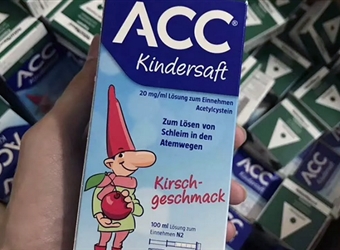 ACC®
Kindersaft
20 mg/ml Lösung zum Einnehmen
Acetylcystein
Zum Lösen von
Schleim in den
Atemwegen
Kirsch-
geschmack
100 ml Lösung zum
Einnehmen N2
ACC